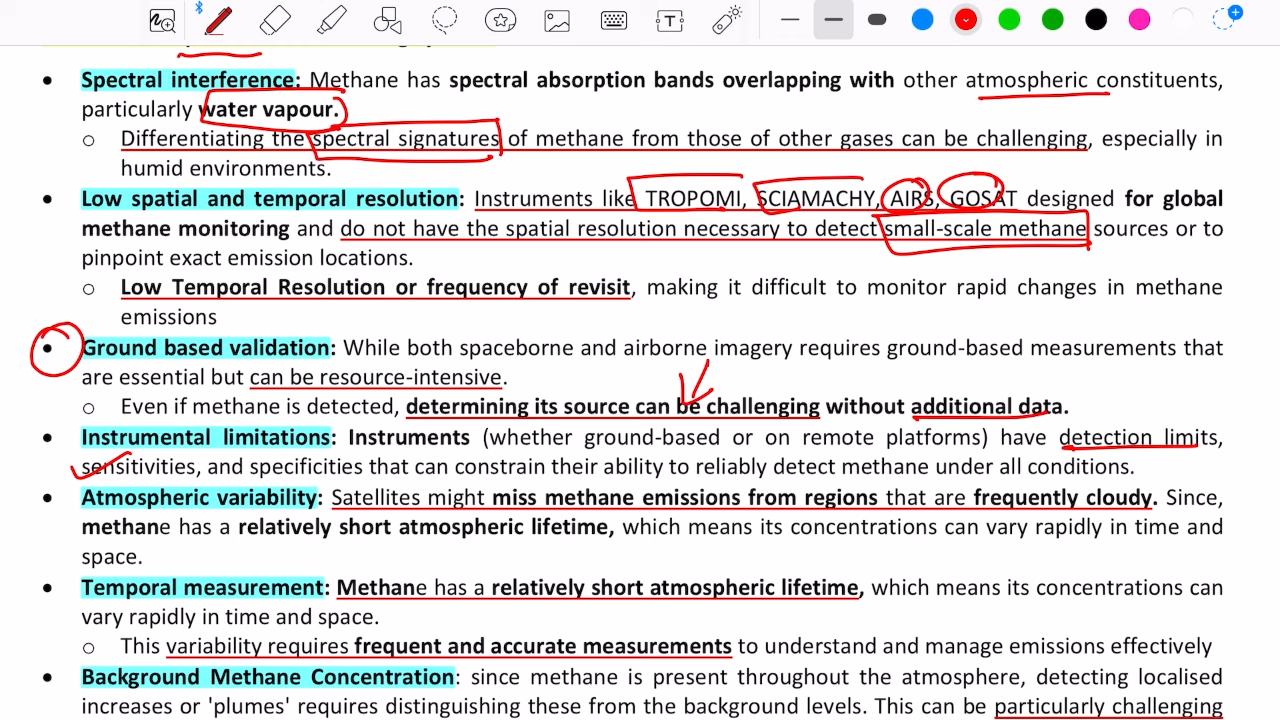 • Spectral interference: Methane has spectral absorption bands overlapping with other atmospheric constituents,
particularly water vapour.
o Differentiating the spectral signatures of methane from those of other gases can be challenging, especially in
humid environments.
• Low spatial and temporal resolution: Instruments like TROPOMI, SCIAMACHY, AIRS, GOSAT designed for global
methane monitoring and do not have the spatial resolution necessary to detect small-scale methane sources or to
pinpoint exact emission locations.
o Low Temporal Resolution or frequency of revisit, making it difficult to monitor rapid changes in methane
emissions
• Ground based validation: While both spaceborne and airborne imagery requires ground-based measurements that
are essential but can be resource-intensive.
o Even if methane is detected, determining its source can be challenging without additional data.
• Instrumental limitations: Instruments (whether ground-based or on remote platforms) have detection limits,
sensitivities, and specificities that can constrain their ability to reliably detect methane under all conditions.
• Atmospheric variability: Satellites might miss methane emissions from regions that are frequently cloudy. Since,
methane has a relatively short atmospheric lifetime, which means its concentrations can vary rapidly in time and
space.
• Temporal measurement: Methane has a relatively short atmospheric lifetime, which means its concentrations can
vary rapidly in time and space.
o This variability requires frequent and accurate measurements to understand and manage emissions effectively
• Background Methane Concentration: since methane is present throughout the atmosphere, detecting localised
increases or 'plumes' requires distinguishing these from the background levels. This can be particularly challenging